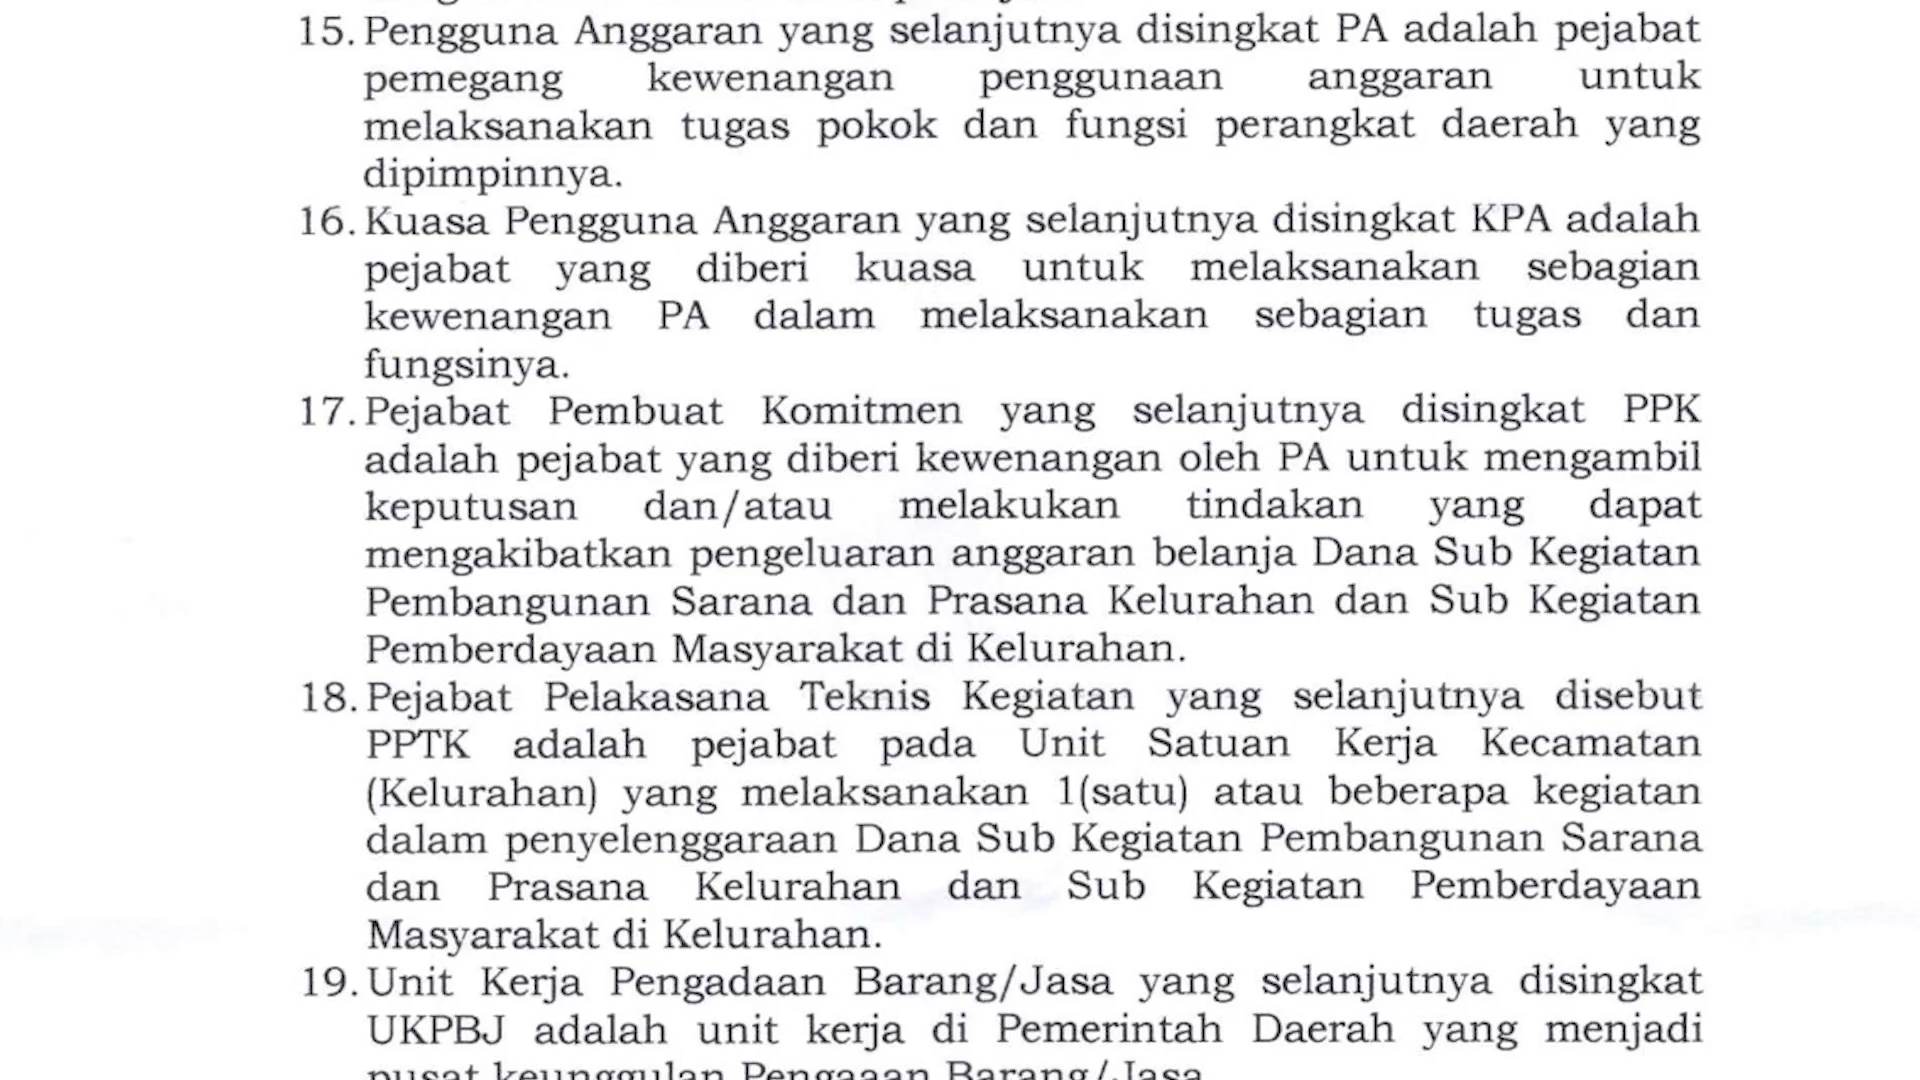 15. Pengguna Anggaran yang selanjutnya disingkat PA adalah pejabat
pemegang kewenangan penggunaan anggaran untuk
melaksanakan tugas pokok dan fungsi perangkat daerah yang
dipimpinnya.
16. Kuasa Pengguna Anggaran yang selanjutnya disingkat KPA adalah
pejabat yang diberi kuasa untuk melaksanakan sebagian
kewenangan PA dalam melaksanakan sebagian tugas dan
fungsinya.
17. Pejabat Pembuat Komitmen yang selanjutnya disingkat PPK
adalah pejabat yang diberi kewenangan oleh PA untuk mengambil
keputusan dan/atau melakukan tindakan yang dapat
mengakibatkan pengeluaran anggaran belanja Dana Sub Kegiatan
Pembangunan Sarana dan Prasana Kelurahan dan Sub Kegiatan
Pemberdayaan Masyarakat di Kelurahan.
18. Pejabat Pelakasana Teknis Kegiatan yang selanjutnya disebut
PPTK adalah pejabat pada Unit Satuan Kerja Kecamatan
(Kelurahan) yang melaksanakan 1(satu) atau beberapa kegiatan
dalam penyelenggaraan Dana Sub Kegiatan Pembangunan Sarana
dan Prasana Kelurahan dan Sub Kegiatan Pemberdayaan
Masyarakat di Kelurahan.
19. Unit Kerja Pengadaan Barang/Jasa yang selanjutnya disingkat
UKPBJ adalah unit kerja di Pemerintah Daerah yang menjadi
pusat keunggulan Pengaaan Barang/Jasa